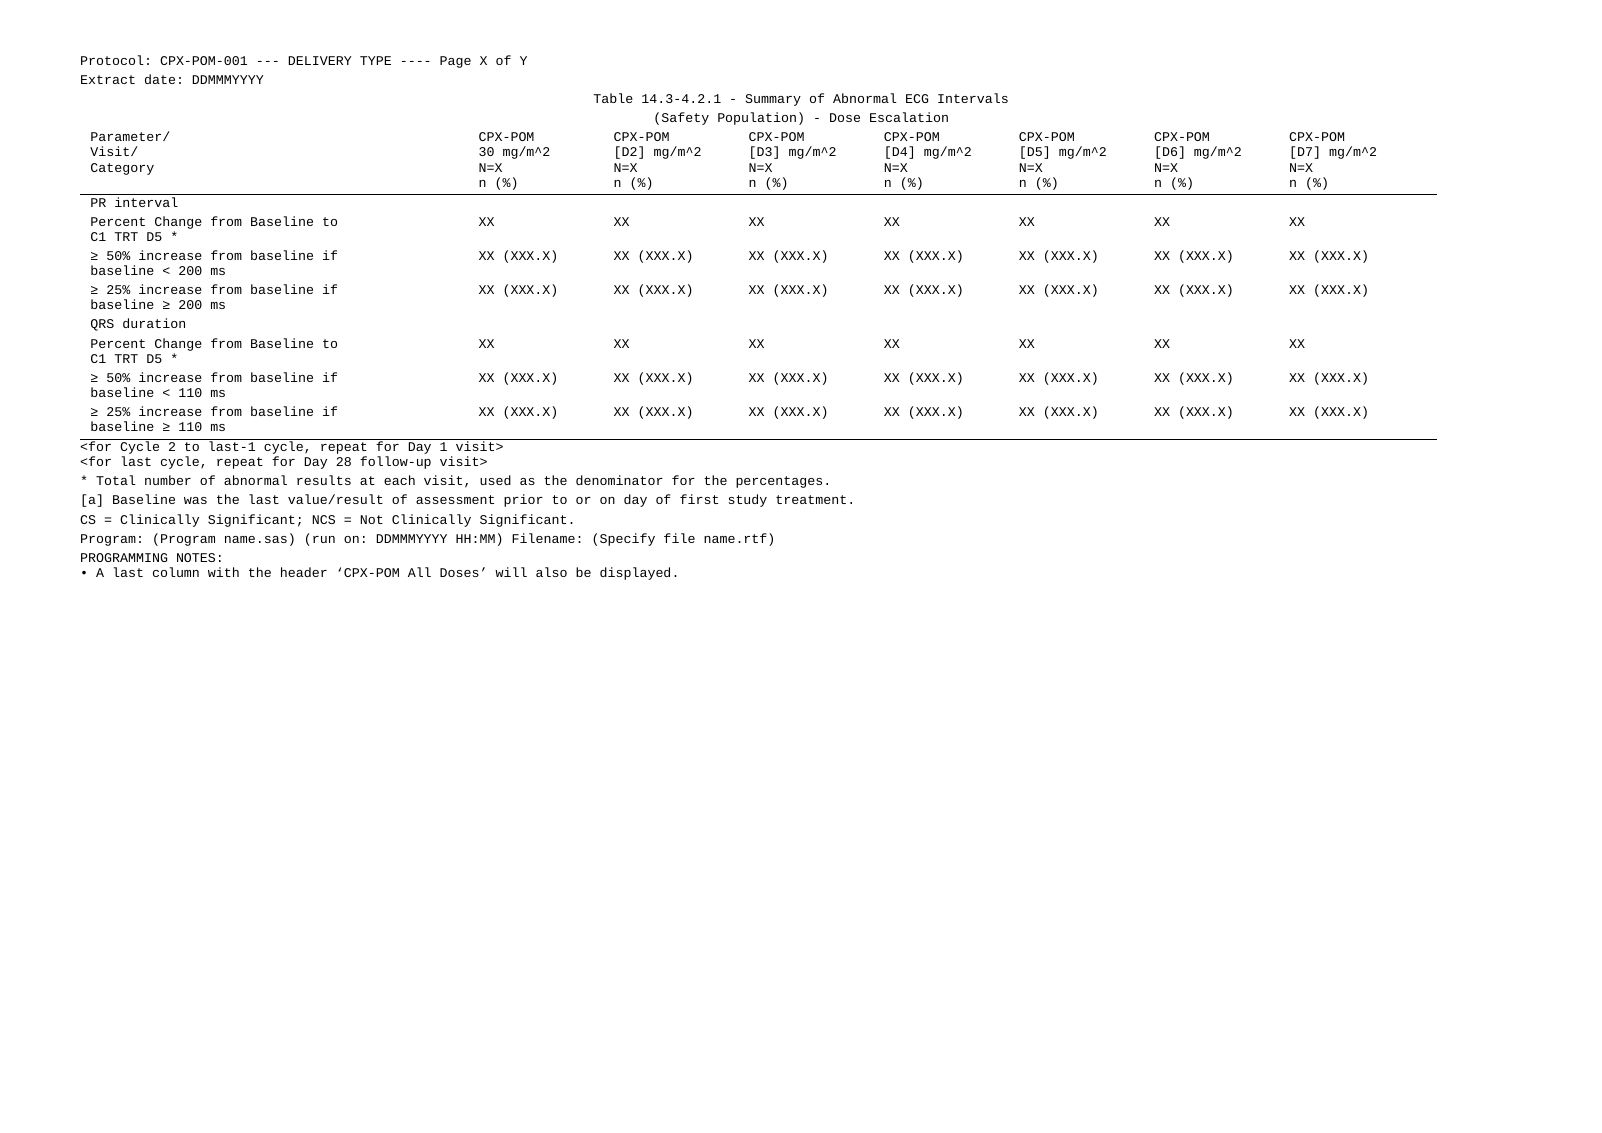 Protocol: CPX-POM-001 --- DELIVERY TYPE ---- Page X of Y
Extract date: DDMMMYYYY
Table 14.3-4.2.1 - Summary of Abnormal ECG Intervals
(Safety Population) - Dose Escalation
Parameter/ CPX-POM CPX-POM CPX-POM CPX-POM CPX-POM CPX-POM CPX-POM
Visit/ 30 mg/m^2 [D2] mg/m^2 [D3] mg/m^2 [D4] mg/m^2 [D5] mg/m^2 [D6] mg/m^2 [D7] mg/m^2
Category N=X N=X N=X N=X N=X N=X N=X
n (%) n (%) n (%) n (%) n (%) n (%) n (%)
PR interval
Percent Change from Baseline to XX XX XX XX XX XX XX
C1 TRT D5 *
≥ 50% increase from baseline if XX (XXX.X) XX (XXX.X) XX (XXX.X) XX (XXX.X) XX (XXX.X) XX (XXX.X) XX (XXX.X)
baseline < 200 ms
≥ 25% increase from baseline if XX (XXX.X) XX (XXX.X) XX (XXX.X) XX (XXX.X) XX (XXX.X) XX (XXX.X) XX (XXX.X)
baseline ≥ 200 ms
QRS duration
Percent Change from Baseline to XX XX XX XX XX XX XX
C1 TRT D5 *
≥ 50% increase from baseline if XX (XXX.X) XX (XXX.X) XX (XXX.X) XX (XXX.X) XX (XXX.X) XX (XXX.X) XX (XXX.X)
baseline < 110 ms
≥ 25% increase from baseline if XX (XXX.X) XX (XXX.X) XX (XXX.X) XX (XXX.X) XX (XXX.X) XX (XXX.X) XX (XXX.X)
baseline ≥ 110 ms
<for Cycle 2 to last-1 cycle, repeat for Day 1 visit>
<for last cycle, repeat for Day 28 follow-up visit>
* Total number of abnormal results at each visit, used as the denominator for the percentages.
[a] Baseline was the last value/result of assessment prior to or on day of first study treatment.
CS = Clinically Significant; NCS = Not Clinically Significant.
Program: (Program name.sas) (run on: DDMMMYYYY HH:MM) Filename: (Specify file name.rtf)
PROGRAMMING NOTES:
• A last column with the header ‘CPX-POM All Doses’ will also be displayed.